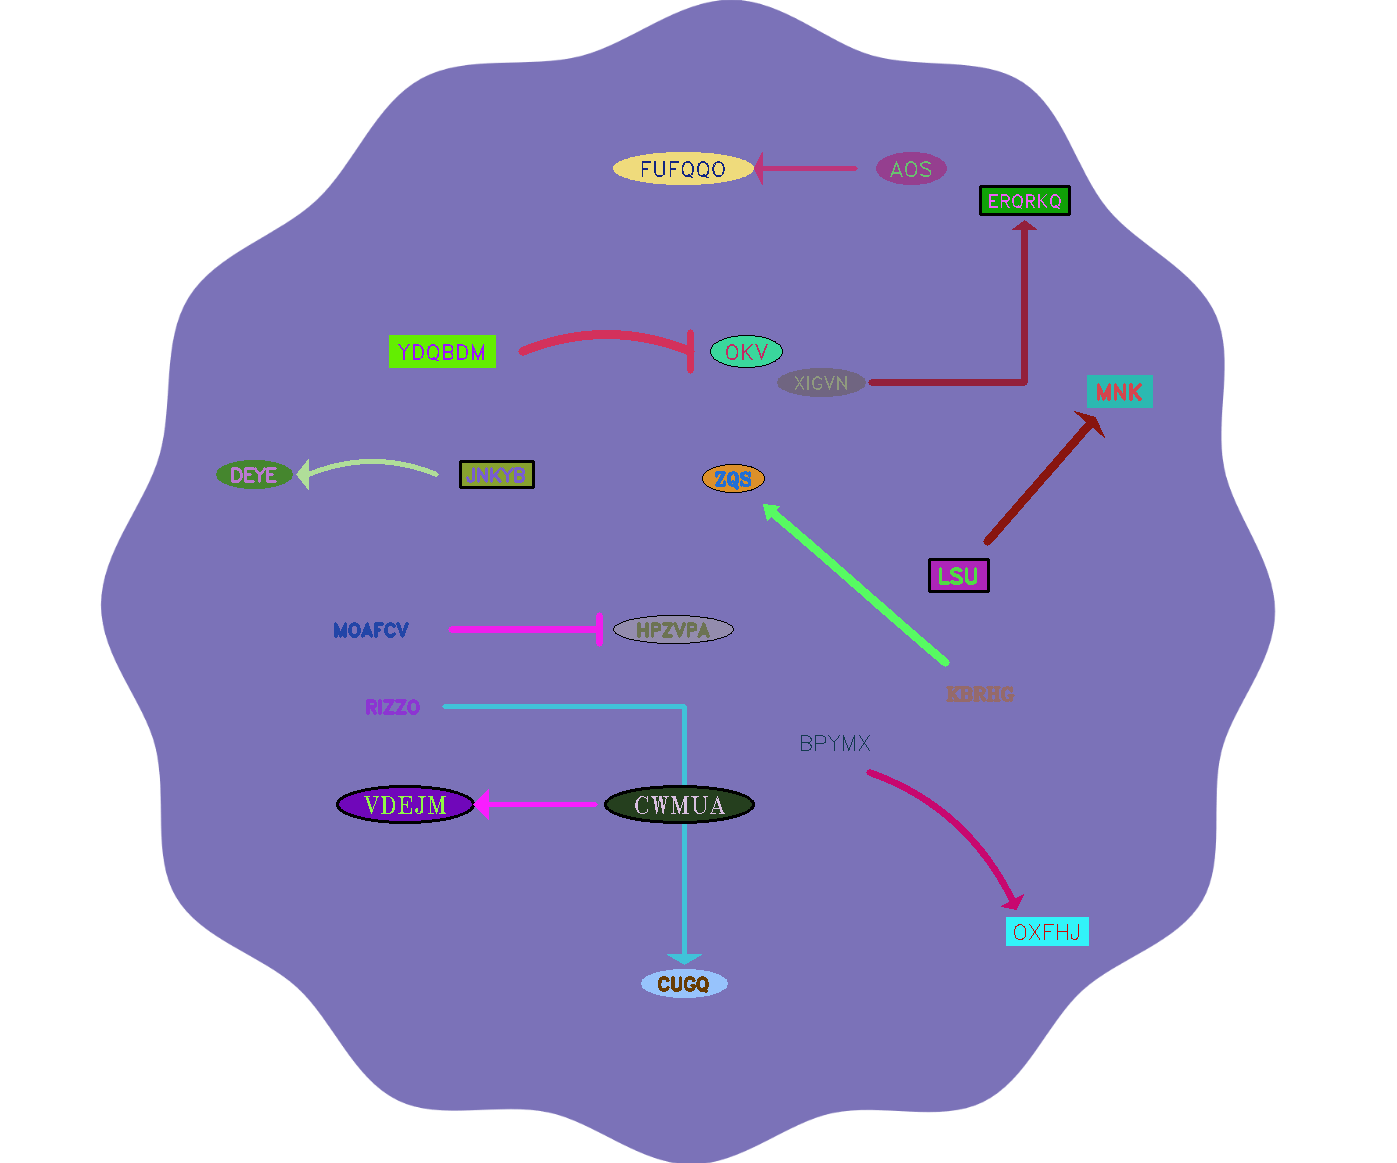 FUFQQO
AOS
ERQRKQ
YDQBDM
OKV
XIGVN
MNK
DEYE
JNKYB
ZQS
LSU
MOAFCV
HPZVPA
KBRHG
RIZZO
BPYMX
VDEJM
CWMUA
OXFHJ
CUGQ